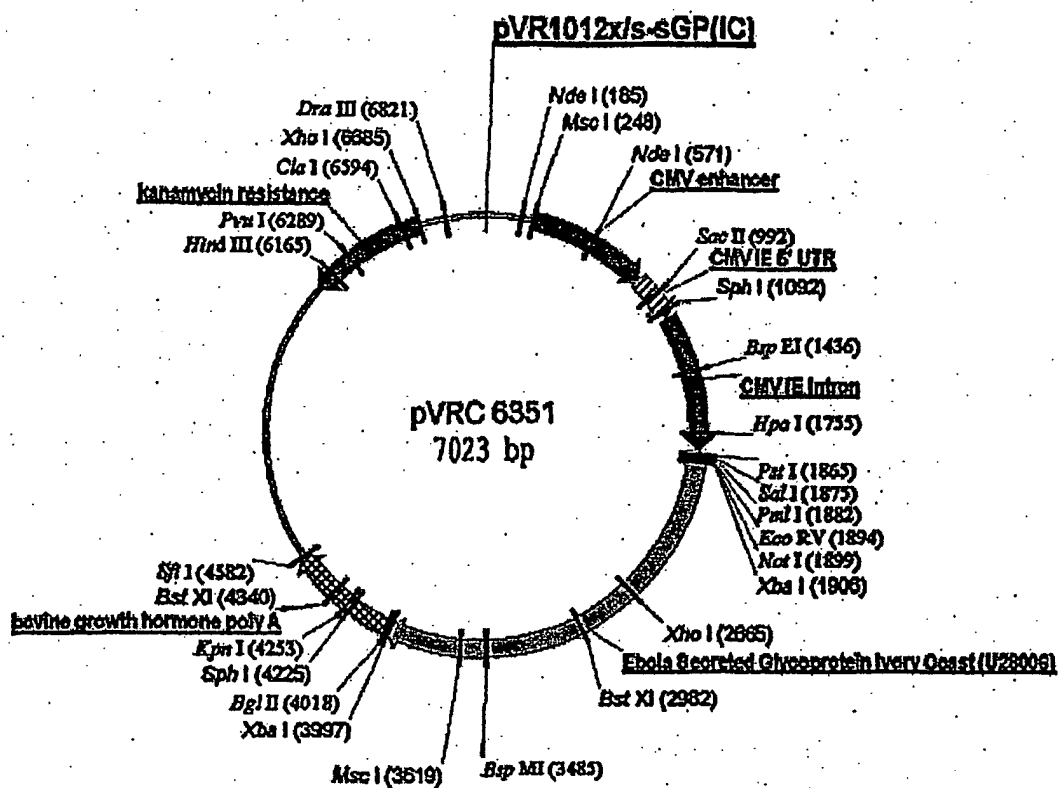 pVR1012x/s-sGP(IC)
Nde I (185)
Msc I (248)
Nde I (571)
CMV enhancer
Sac II (992)
CMV IE 5' UTR
Sph I (1092)
Bsp EI (1436)
CMV IE Intron
Hpa I (1755)
Pst I (1865)
Sal I (1875)
Pml I (1882)
Eco RV (1894)
Not I (1899)
Xba I (1906)
Xho I (2665)
Ebola Secreted Glycoprotein Ivory Coast (U28006)
Bst XI (2982)
Bsp MI (3485)
Msc I (3619)
Xba I (3997)
Bgl II (4018)
Sph I (4225)
Kpn I (4253)
bovine growth hormone poly A
Bst XI (4340)
Sfi I (4582)
Hind III (6165)
Pvu I (6289)
kanamycin resistance
Cla I (6594)
Xho I (6685)
Dra III (6821)
pVRC 6351
7023 bp